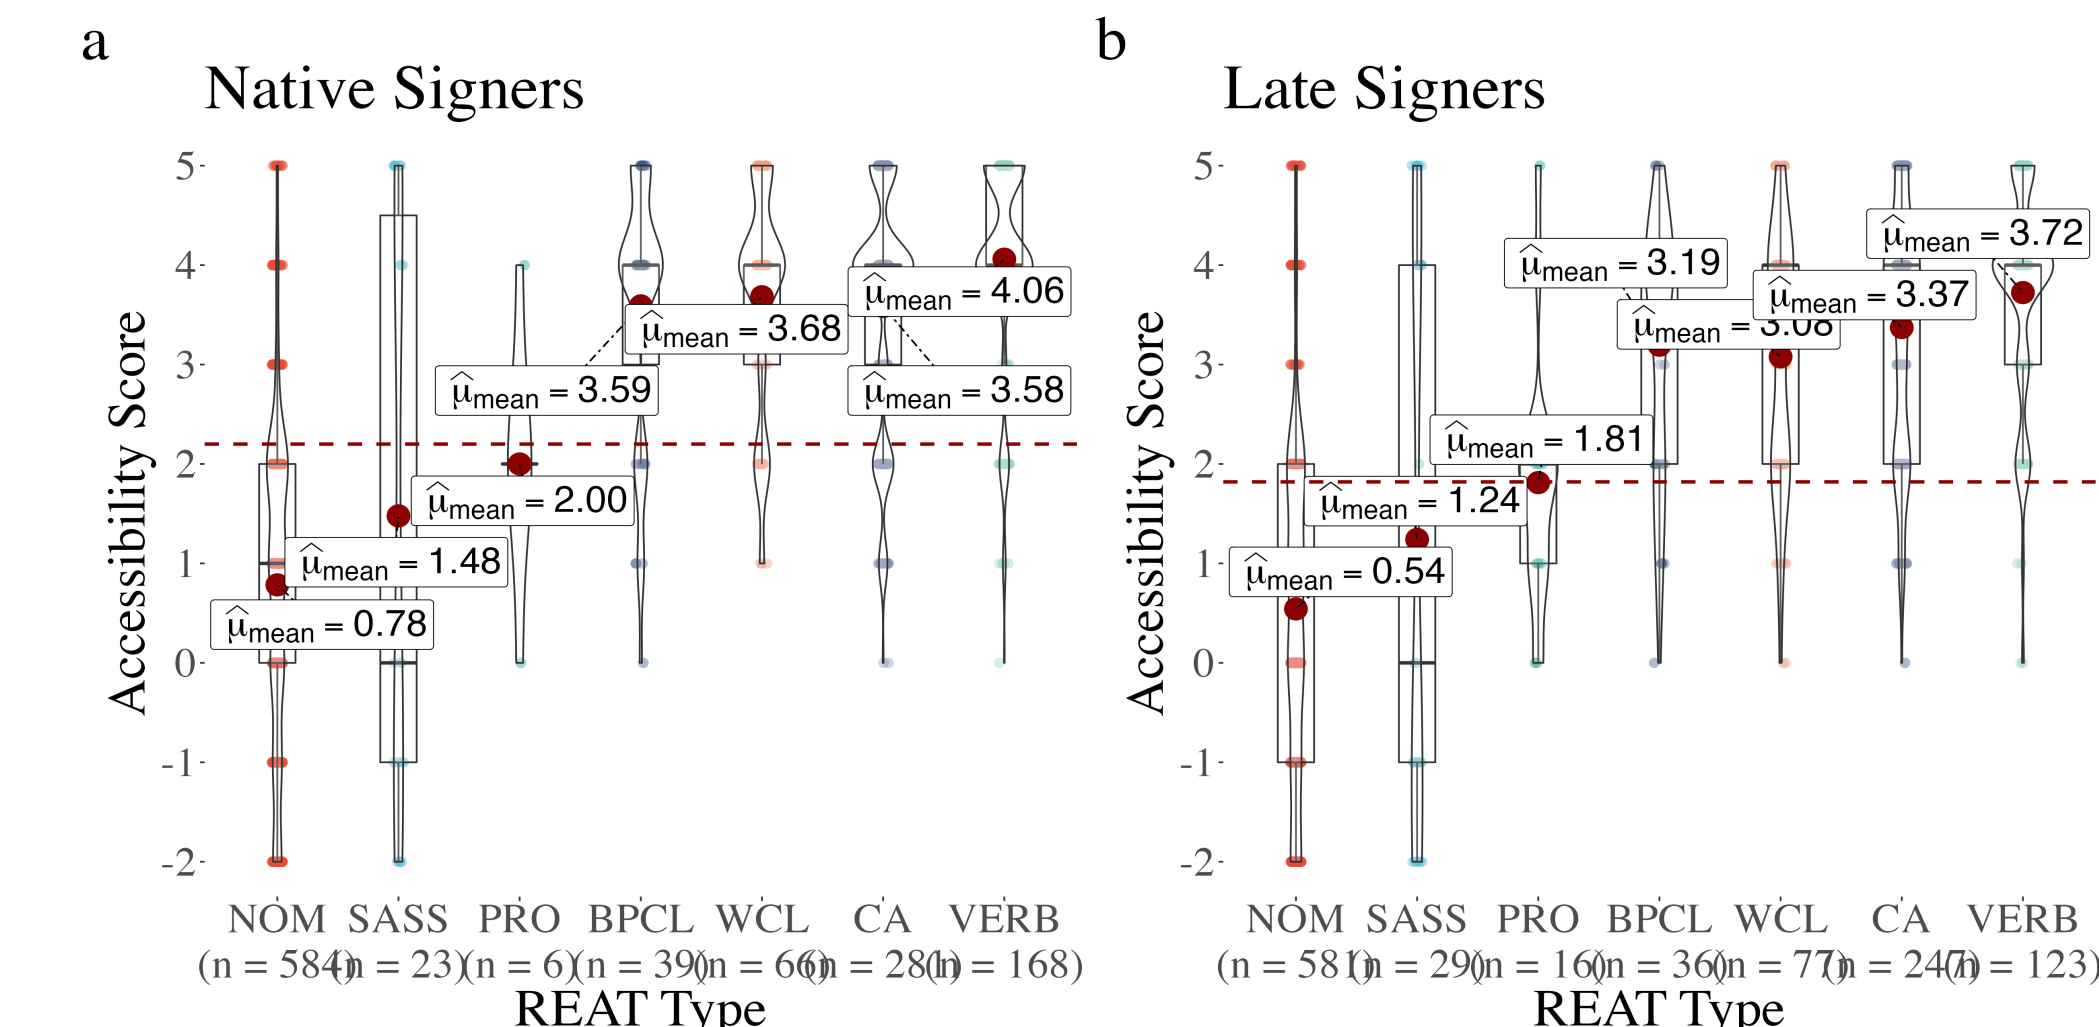 a
Native Signers
Accessibility Score
5
4
3
2
1
0
-1
-2
μ̂mean = 0.78
μ̂mean = 1.48
μ̂mean = 2.00
μ̂mean = 3.59
μ̂mean = 3.68
μ̂mean = 3.58
μ̂mean = 4.06
NOM SASS PRO BPCL WCL CA VERB
(n = 584) (n = 23) (n = 6) (n = 39) (n = 66) (n = 281) (n = 168)
REAT Type
b
Late Signers
Accessibility Score
5
4
3
2
1
0
-1
-2
μ̂mean = 0.54
μ̂mean = 1.24
μ̂mean = 1.81
μ̂mean = 3.19
μ̂mean = 3.08
μ̂mean = 3.37
μ̂mean = 3.72
NOM SASS PRO BPCL WCL CA VERB
(n = 581) (n = 29) (n = 16) (n = 36) (n = 77) (n = 247) (n = 123)
REAT Type